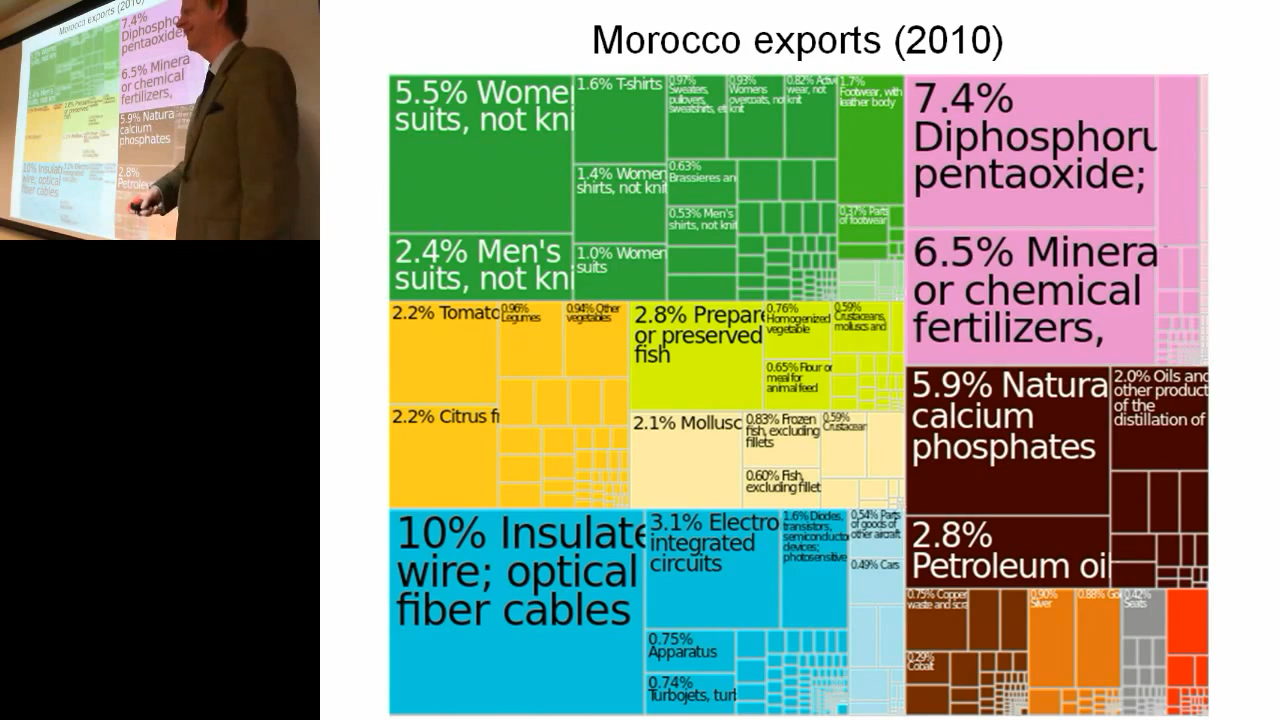 Morocco exports (2010)
5.5% Wome
suits, not kni
2.4% Men's
suits, not kni
1.6% T-shirts
1.4% Women
shirts, not knit
1.0% Women
suits
0.97%
Sweaters,
pullovers,
sweatshirts, et
0.93%
Womens
overcoats, not
knit
0.82% Active
wear, not
knit
0.63%
Brassieres an
0.53% Men's
shirts, not knit
1.7%
Footwear, with
leather body
0.37% Parts
of footwear
7.4%
Diphosphoru
pentaoxide;
6.5% Minera
or chemical
fertilizers,
2.2% Tomato
2.2% Citrus f
0.96%
Legumes
0.94% Other
vegetables
2.8% Prepare
or preserved
fish
0.76%
Homogenized
vegetable
0.65% Flour or
meal for
animal feed
0.59%
Crustaceans,
molluscs and
2.1% Mollusc
0.83% Frozen
fish, excluding
fillets
0.60% Fish,
excluding fillet
0.59%
Crustacean
5.9% Natura
calcium
phosphates
2.0% Oils and
other product
of the
distillation of
2.8%
Petroleum oil
10% Insulate
wire; optical
fiber cables
3.1% Electro
integrated
circuits
1.6% Diodes,
transistors,
semiconducto
devices;
photosensitive
0.75%
Apparatus
0.74%
Turbojets, turb
0.54% Parts
of goods of
other aircraft
0.49% Cars
0.75% Copper
waste and scra
0.29%
Cobalt
0.90%
Silver
0.88% Gol
0.42%
Seats